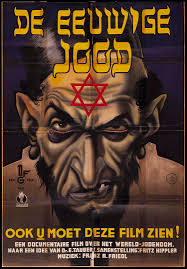 DE EEUWIGE
JOOD
OOK U MOET DEZE FILM ZIEN!
EEN DOCUMENTAIRE FILM OVER HET WERELD-JODENDOM.
NAAR EEN IDEE VAN Dr E. TAUBERT. SAMENSTELLING: FRITZ HIPPLER
MUZIEK: FRANZ R. FRIEDL